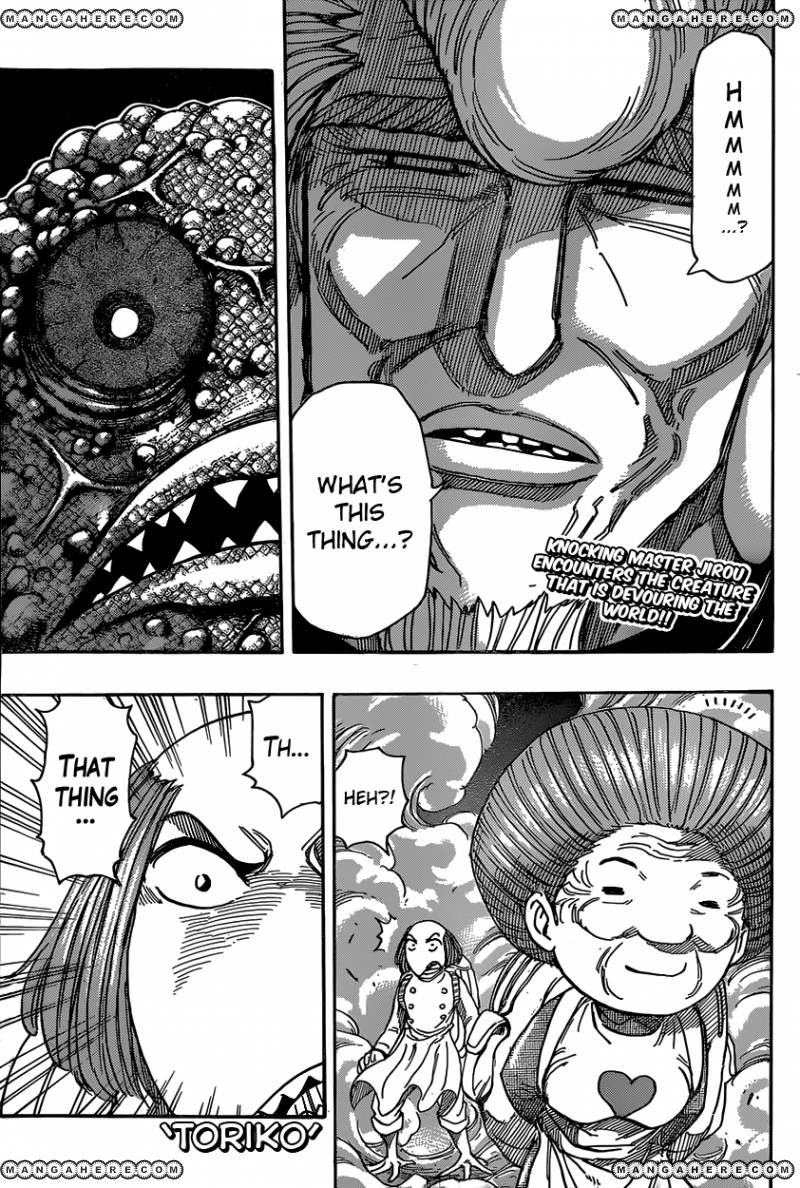 MANGAHERE.COM
MANGAHERE.COM
HMMMMM
...?
WHAT'S
THIS
THING...?
KNOCKING MASTER JIROU
ENCOUNTERS THE CREATURE
THAT IS DEVOURING THE
WORLD!!
HEH?!
TH...
THAT
THING
...
'TORIKO'
MANGAHERE.COM
MANGAHERE.COM